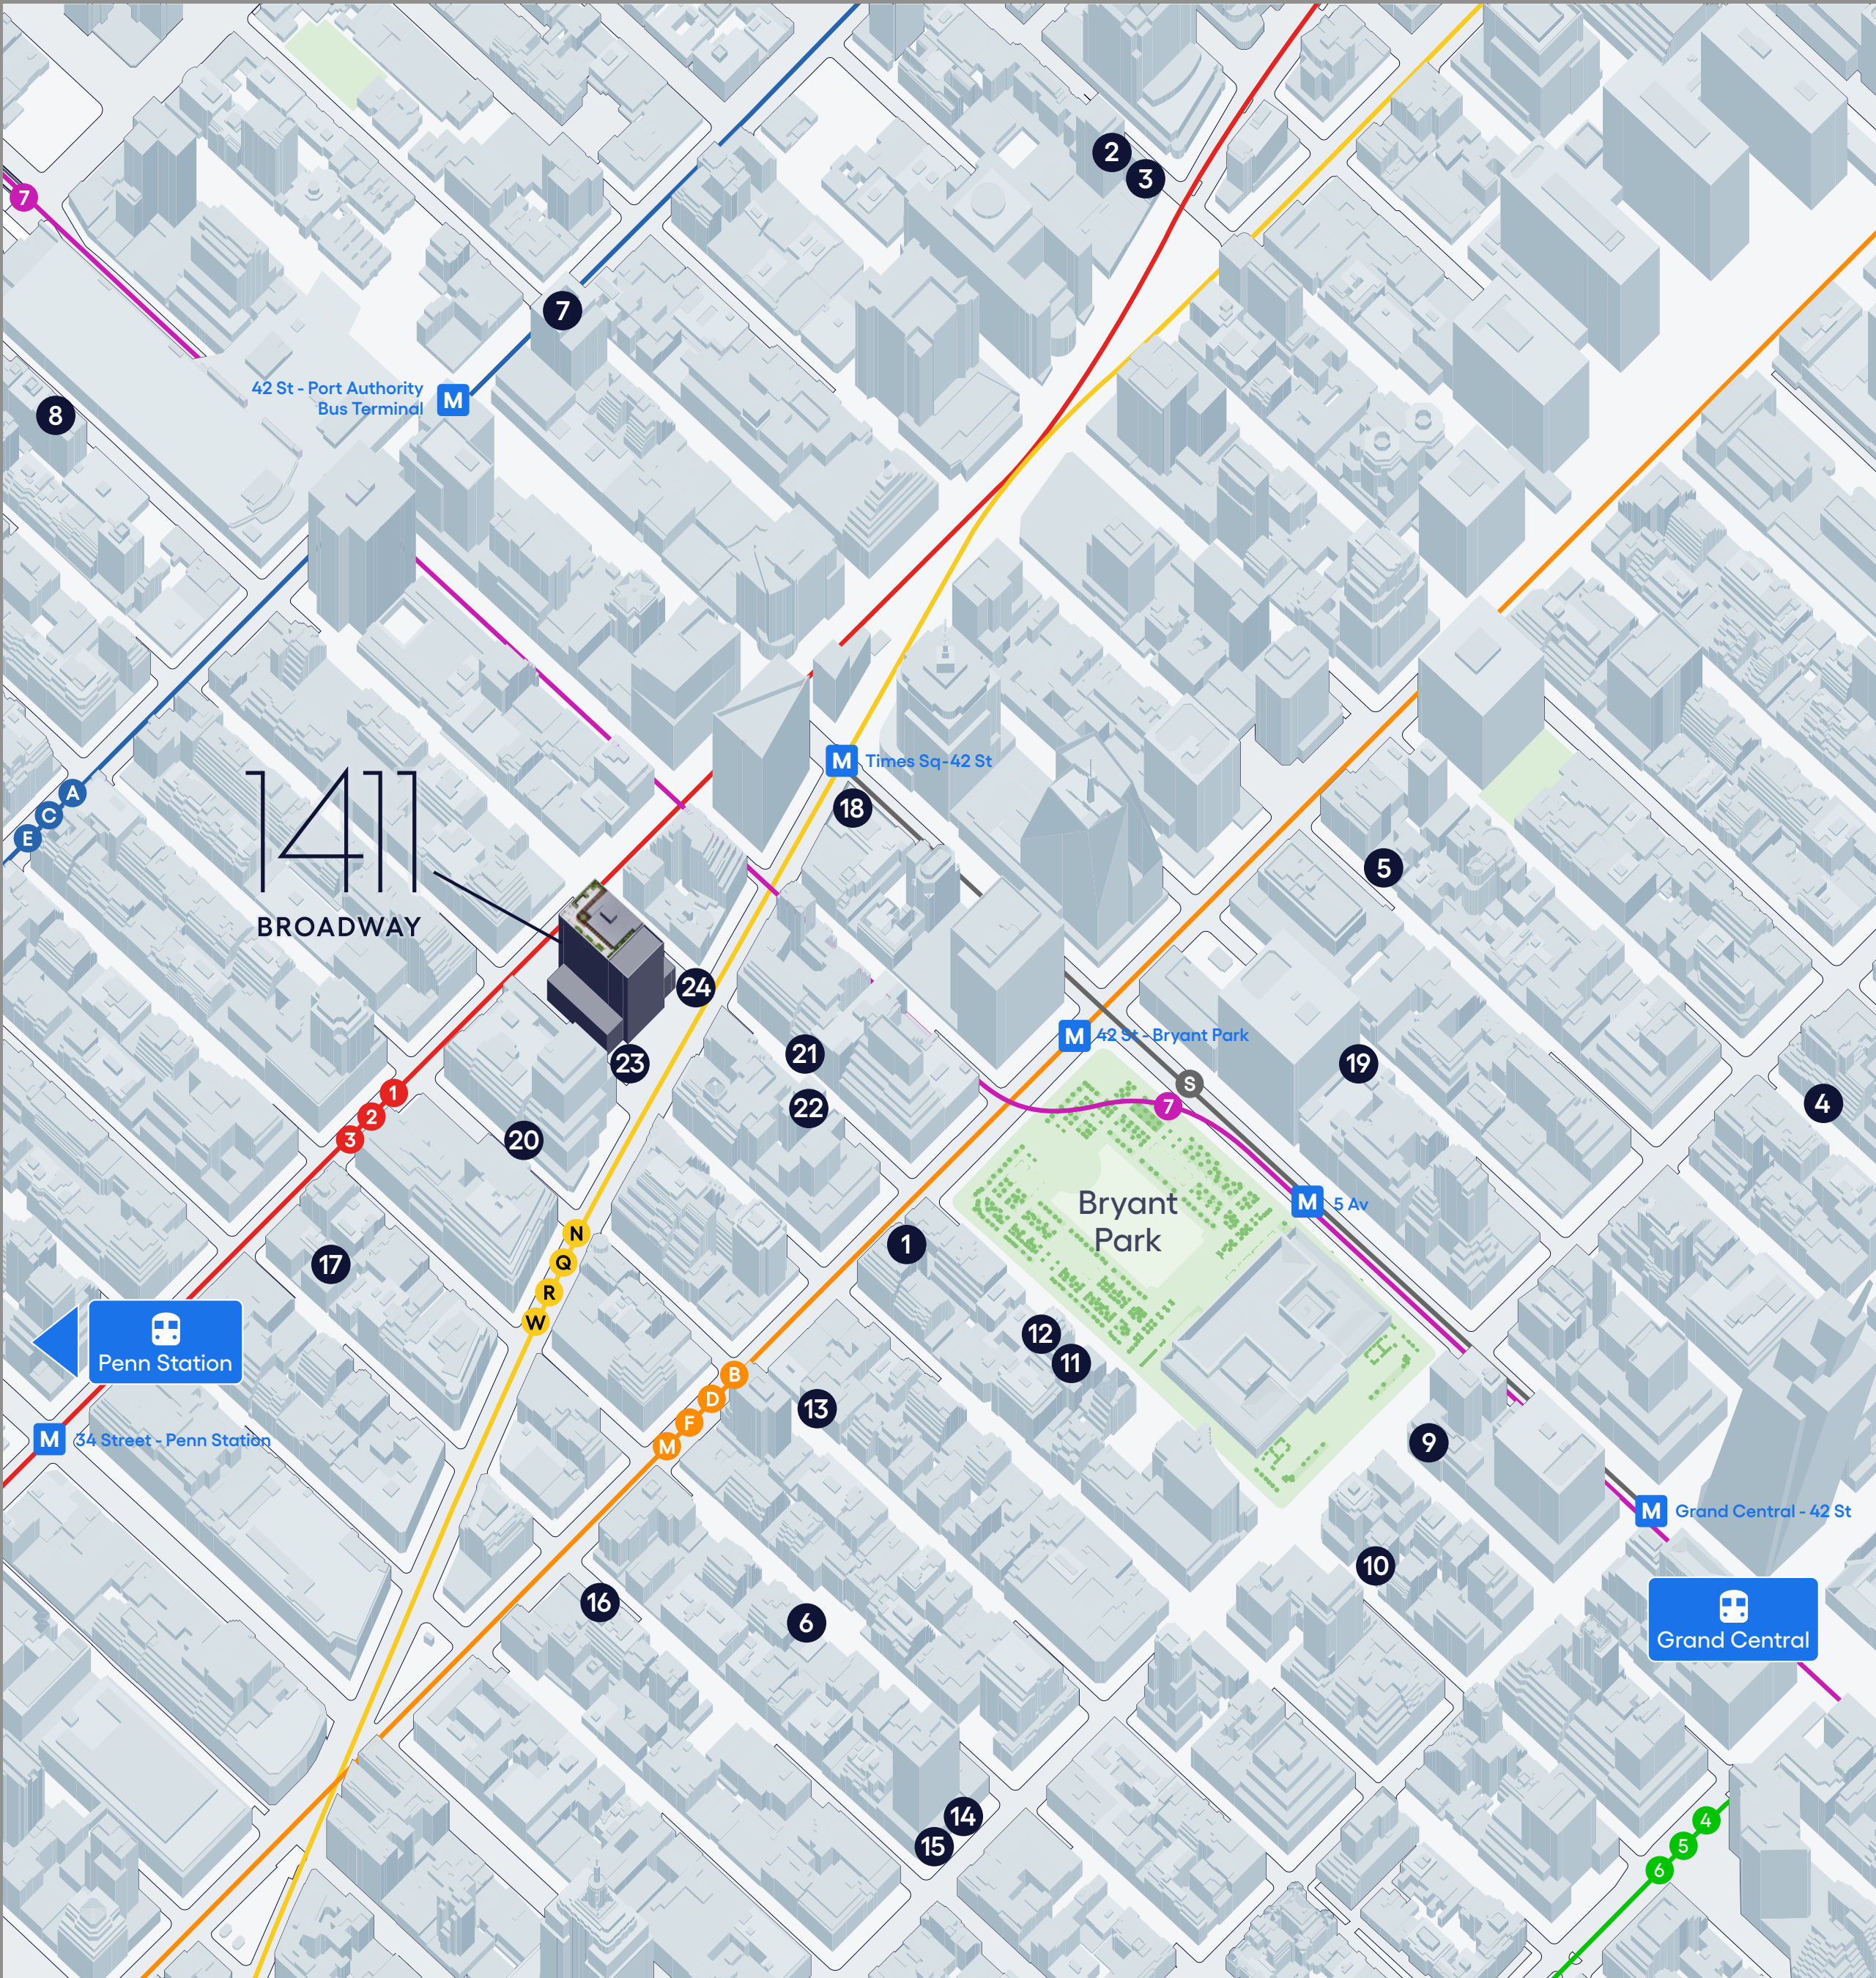 2
3
7
7
42 St - Port Authority
Bus Terminal
M
8
M
Times Sq-42 St
18
1411
BROADWAY
A
C
E
5
24
23
21
22
M
42 St - Bryant Park
19
S
7
4
1
2
3
20
M
5 Av
Bryant
Park
N
Q
R
W
1
17
Penn Station
12
11
B
D
F
M
13
M
34 Street - Penn Station
9
M
Grand Central - 42 St
10
16
6
Grand Central
14
15
4
5
6